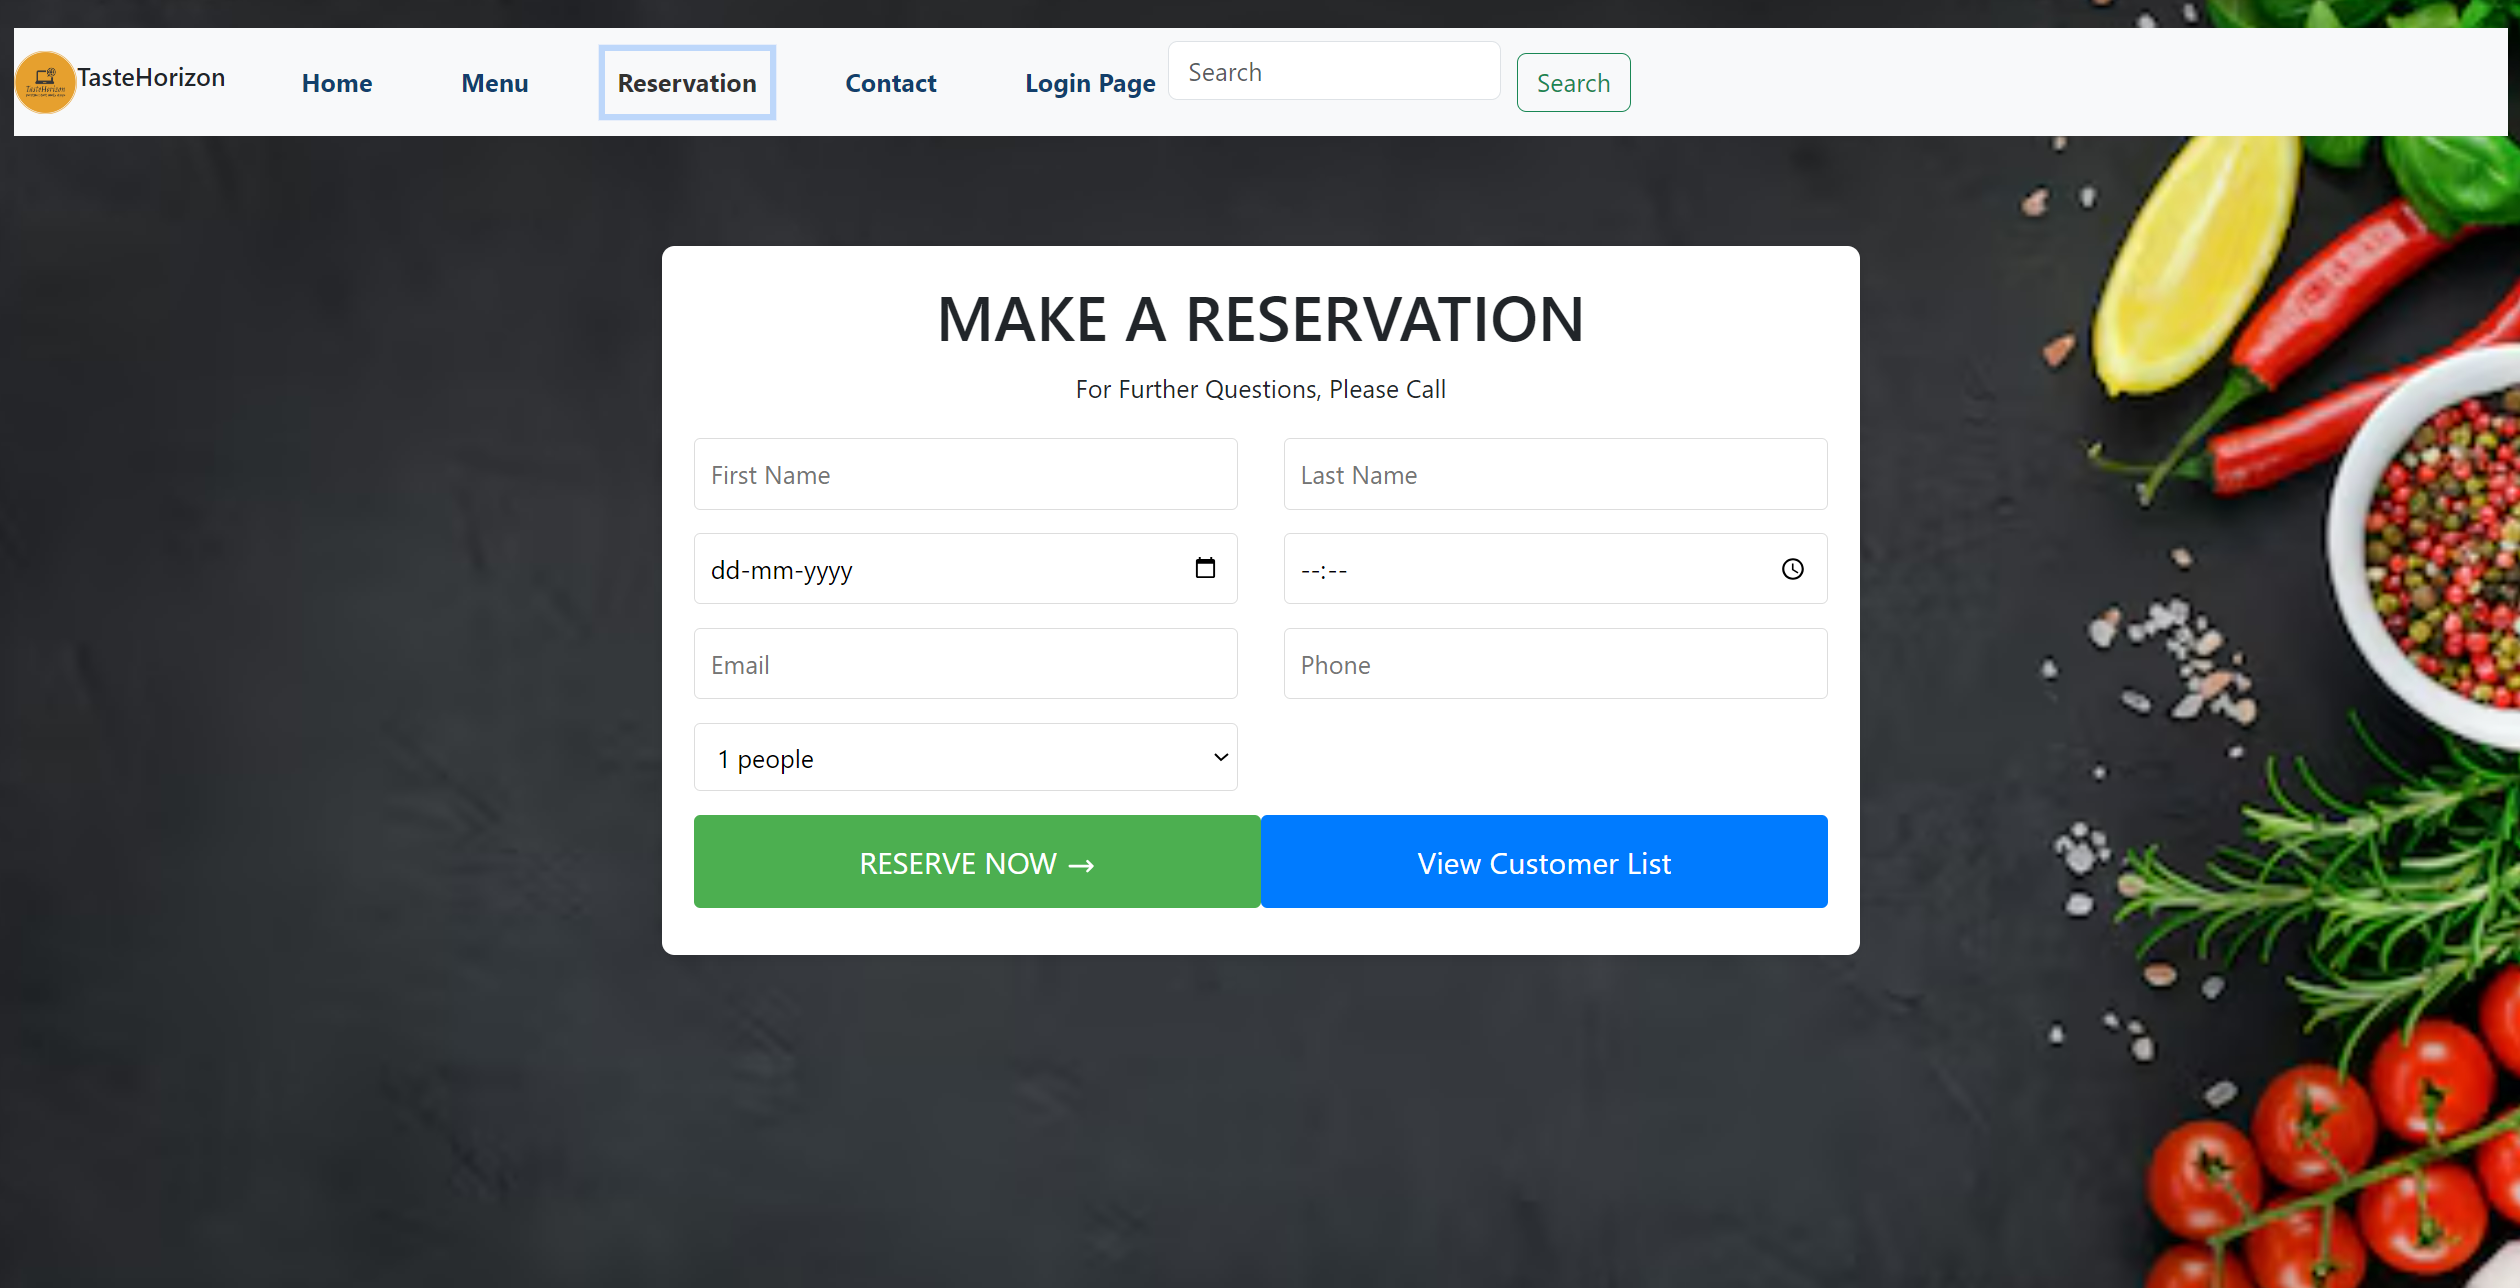 TasteHorizon
TasteHorizon Home Menu Reservation Contact Login Page Search Search
MAKE A RESERVATION
For Further Questions, Please Call
First Name Last Name
dd-mm-yyyy --:--
Email Phone
1 people
RESERVE NOW → View Customer List